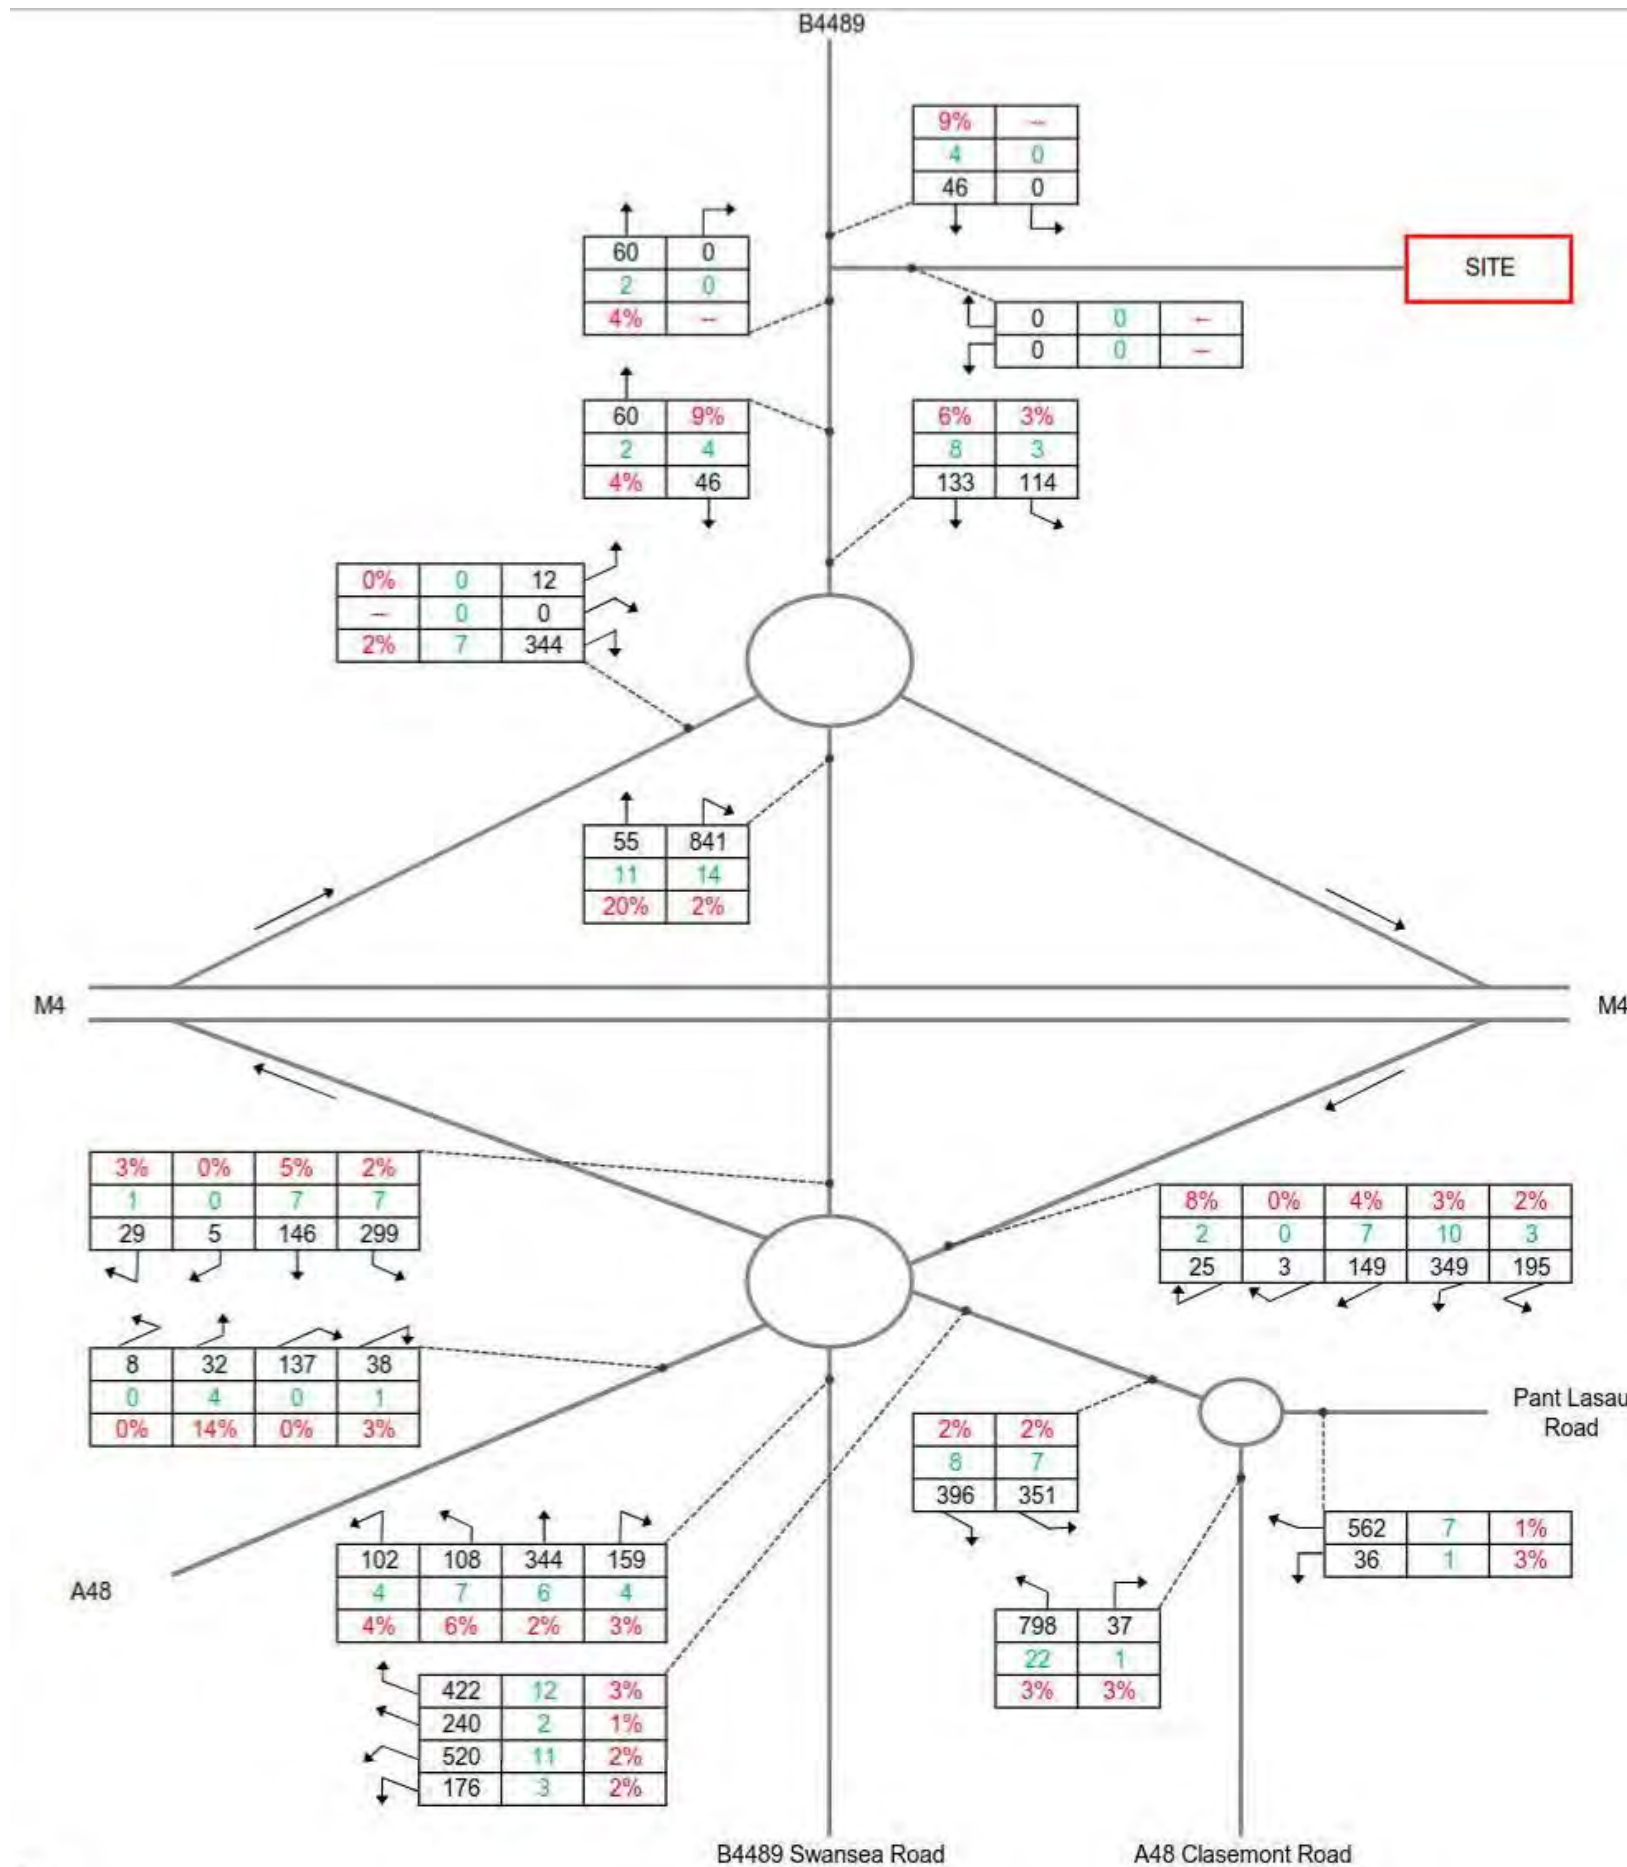 B4489
9% --
4 0
46 0
60 0
2 0
4% --
SITE
0 0 --
0 0 --
60 9%
2 4
4% 46
6% 3%
8 3
133 114
0% 0 12
-- 0 0
2% 7 344
55 841
11 14
20% 2%
M4
M4
3% 0% 5% 2%
1 0 7 7
29 5 146 299
8% 0% 4% 3% 2%
2 0 7 10 3
25 3 149 349 195
8 32 137 38
0 4 0 1
0% 14% 0% 3%
Pant Lasau
Road
2% 2%
8 7
396 351
562 7 1%
36 1 3%
A48
102 108 344 159
4 7 6 4
4% 6% 2% 3%
798 37
22 1
3% 3%
422 12 3%
240 2 1%
520 11 2%
176 3 2%
B4489 Swansea Road
A48 Clasemont Road